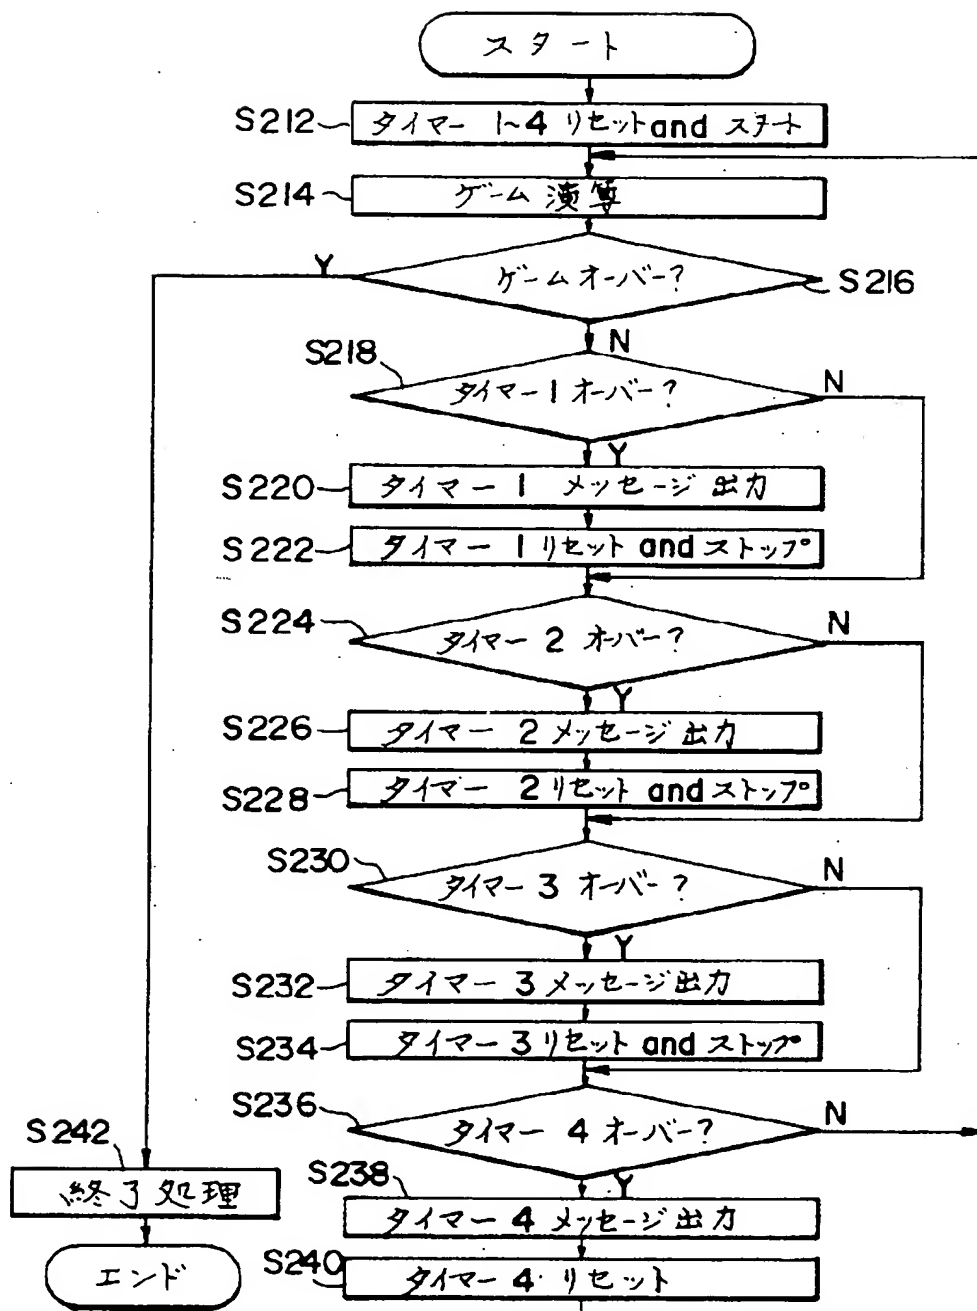 スタート
S212 タイマー 1~4 リセット and スタート
S214 ゲーム 演算
Y ゲームオーバー? S216
N
S218 タイマー 1 オーバー? N
Y
S220 タイマー 1 メッセージ 出力
S222 タイマー 1 リセット and ストップ
S224 タイマー 2 オーバー? N
Y
S226 タイマー 2 メッセージ 出力
S228 タイマー 2 リセット and ストップ
S230 タイマー 3 オーバー? N
Y
S232 タイマー 3 メッセージ 出力
S234 タイマー 3 リセット and ストップ
S236 タイマー 4 オーバー? N
Y
S238 タイマー 4 メッセージ 出力
S240 タイマー 4 リセット
S242 終了処理
エンド